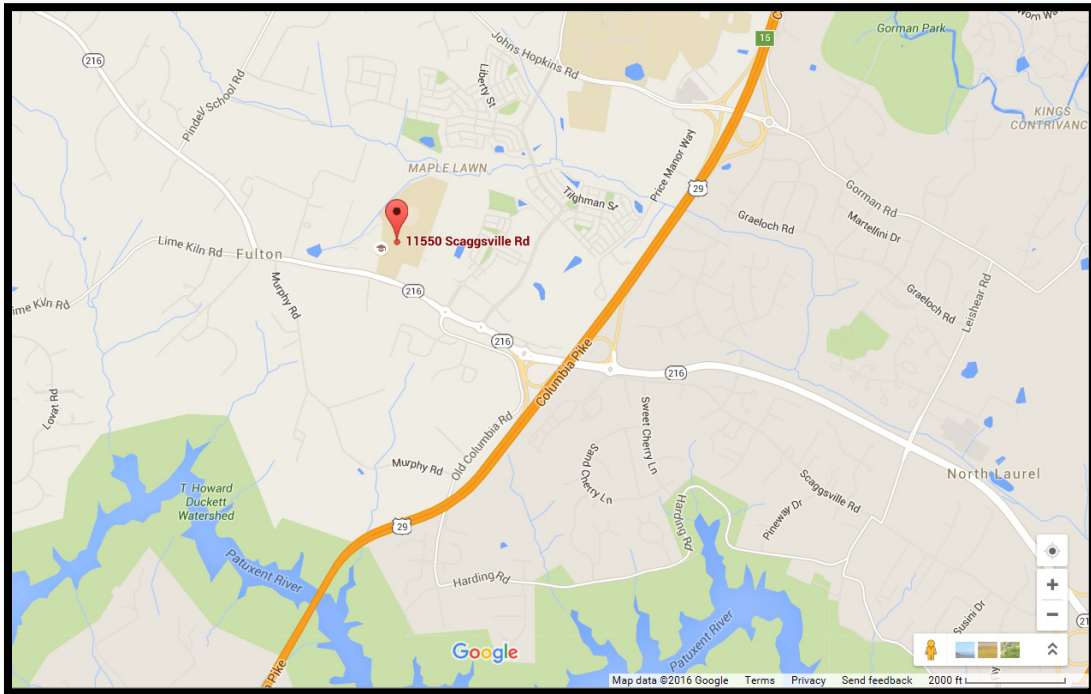 Gorman Park
15
Johns Hopkins Rd
216
Liberty St
Pindell School Rd
KINGS
CONTRIVANC
MAPLE LAWN
Price Manor Way
29
Gorman Rd
Tilghman St
Graeloch Rd
Martellini Dr
11550 Scaggsville Rd
Lime Kiln Rd
Fulton
Murphy Rd
216
ime Kiln Rd
Graeloch Rd
Leishear Rd
216
Columbia Pike
216
Lovat Rd
Sweet Cherry Ln
Old Columbia Rd
Murphy Rd
Sand Cherry Ln
North Laurel
Scaggsville Rd
T. Howard
Duckett
Watershed
Pineway Dr
Harding Rd
29
Patuxent River
Harding Rd
Susini Dr
21
Patuxent River
Google
n Pike
Map data ©2016 Google Terms Privacy Send feedback 2000 ft